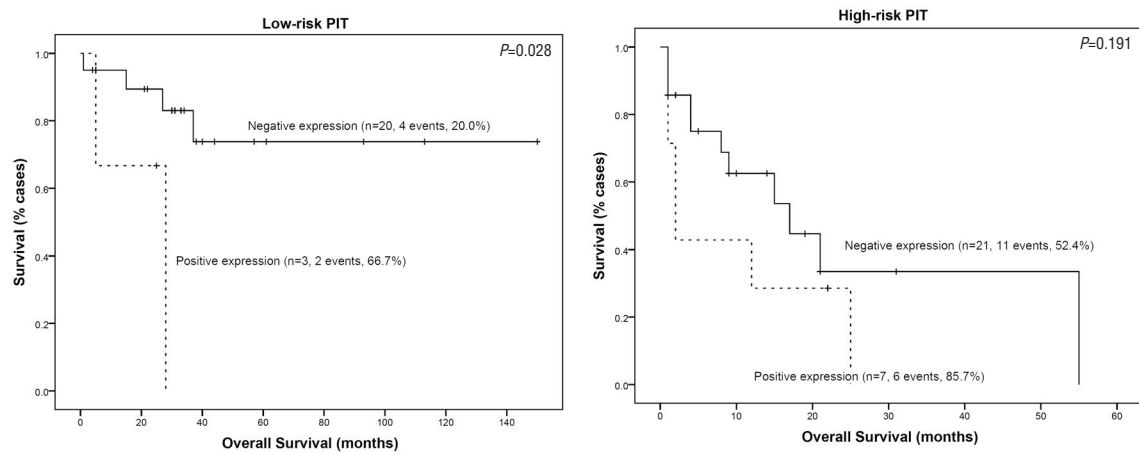 Low-risk PIT
P=0.028
1.0
0.8
0.6
0.4
0.2
0.0
Survival (% cases)
Negative expression (n=20, 4 events, 20.0%)
Positive expression (n=3, 2 events, 66.7%)
0 20 40 60 80 100 120 140
Overall Survival (months)
High-risk PIT
P=0.191
1.0
0.8
0.6
0.4
0.2
0.0
Survival (% cases)
Negative expression (n=21, 11 events, 52.4%)
Positive expression (n=7, 6 events, 85.7%)
0 10 20 30 40 50 60
Overall Survival (months)